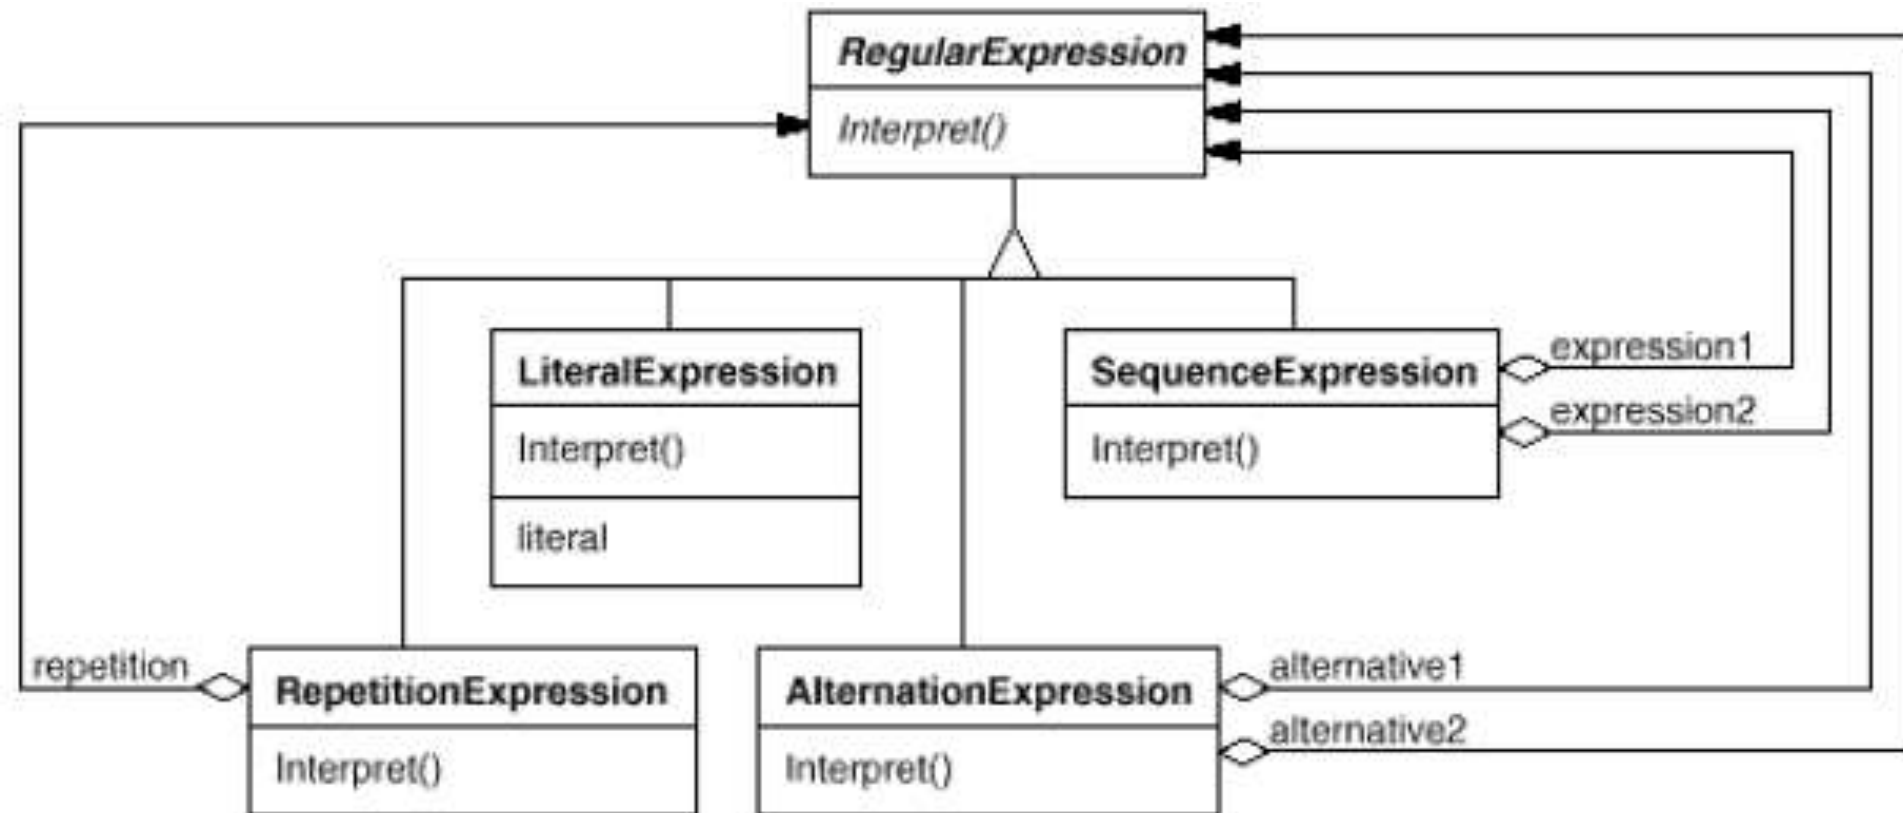 RegularExpression
Interpret()
LiteralExpression
Interpret()
literal
SequenceExpression
Interpret()
expression1
expression2
repetition
RepetitionExpression
Interpret()
AlternationExpression
Interpret()
alternative1
alternative2